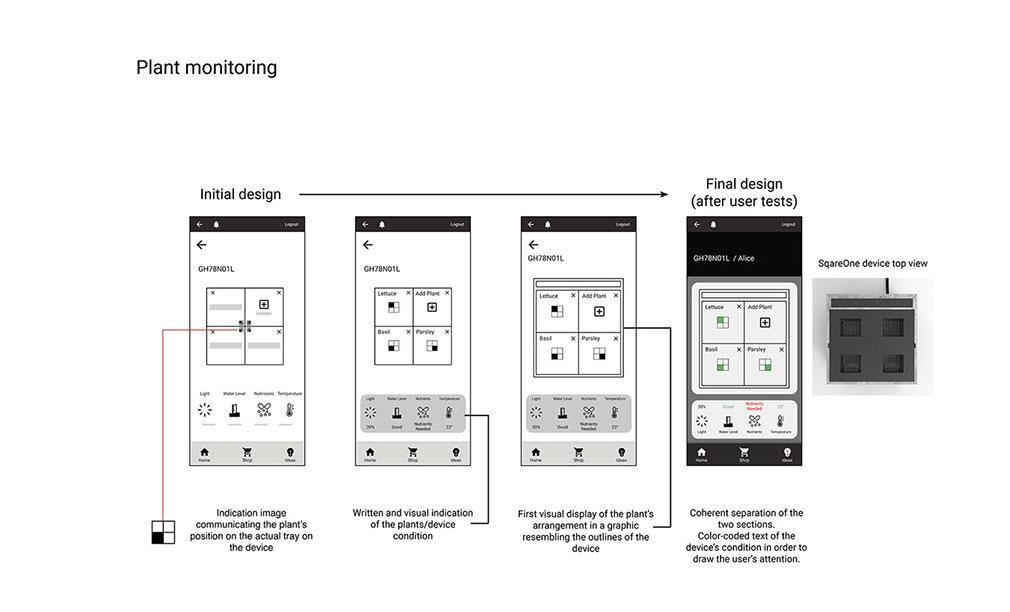 Plant monitoring
Initial design
Final design
(after user tests)
Logout
GH78N01L
Light Water Level Nutrisions Temperature
Home Shop Ideas
Logout
GH78N01L
Lettuce Add Plant
Basil Parsley
Light Water Level Nutrients Temperature
30% Good Nutrients Needed 23°
Home Shop Ideas
Logout
GH78N01L
Lettuce Add Plant
Basil Parsley
Light Water Level Nutrients Temperature
30% Good Nutrients Needed 23°
Home Shop Ideas
Logout
GH78N01L / Alice
Lettuce Add Plant
Basil Parsley
30% Good Nutrients Needed 23°
Light Water Level Nutrients Temperature
Home Shop Ideas
SqareOne device top view
Indication image
communicating the plant's
position on the actual tray on
the device
Written and visual indication
of the plants/device
condition
First visual display of the plant's
arrangement in a graphic
resembling the outlines of the
device
Coherent separation of the
two sections.
Color-coded text of the
device's condition in order to
draw the user's attention.